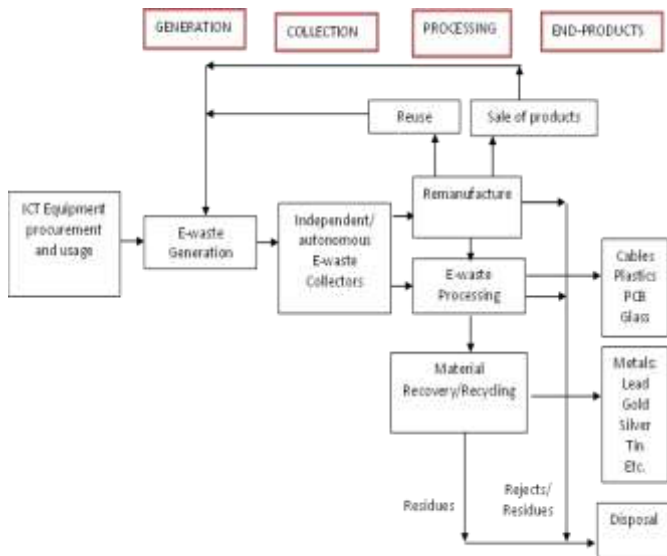 GENERATION
COLLECTION
PROCESSING
END-PRODUCTS
Reuse
Sale of products
ICT Equipment
procurement
and usage
E-waste
Generation
Independent/
autonomous
E-waste
Collectors
Remanufacture
E-waste
Processing
Cables
Plastics
PCB
Glass
Material
Recovery/Recycling
Metals:
Lead
Gold
Silver
Tin
Etc.
Residues
Rejects/
Residues
Disposal